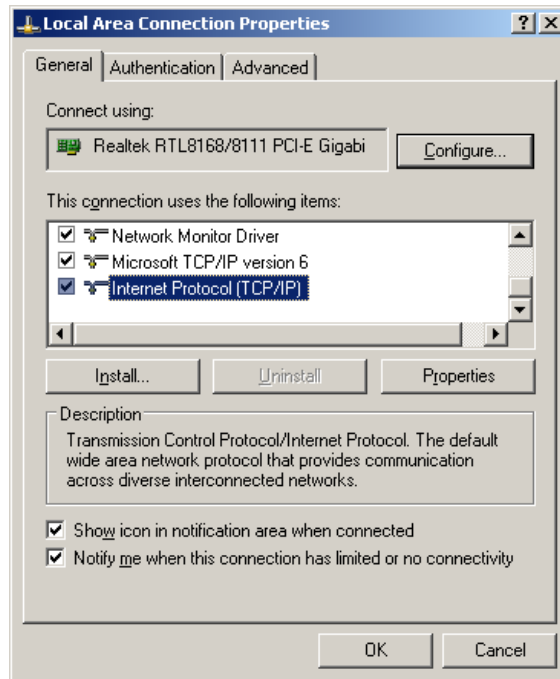 Local Area Connection Properties
General Authentication Advanced
Connect using:
Realtek RTL8168/8111 PCI-E Gigabi
Configure...
This connection uses the following items:
Network Monitor Driver
Microsoft TCP/IP version 6
Internet Protocol (TCP/IP)
Install... Uninstall Properties
Description
Transmission Control Protocol/Internet Protocol. The default
wide area network protocol that provides communication
across diverse interconnected networks.
Show icon in notification area when connected
Notify me when this connection has limited or no connectivity
OK Cancel